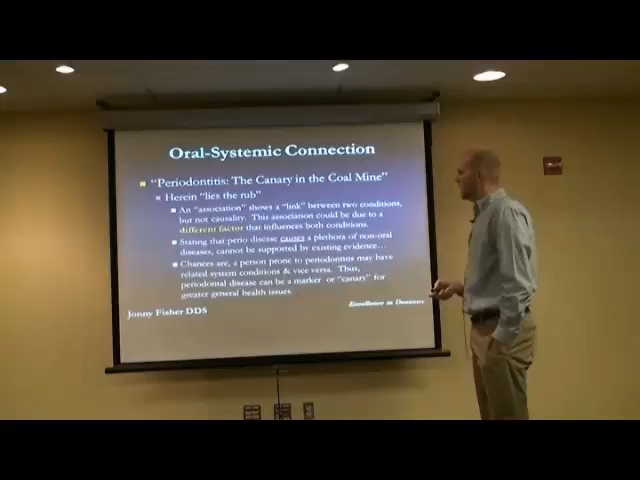 Oral-Systemic Connection
"Periodontitis: The Canary in the Coal Mine"
Herein "lies the rub"
An "association" shows a "link" between two conditions,
but not causality. This association could be due to a
different factor that influences both conditions.
Stating that perio disease causes a plethora of non-oral
diseases, cannot be supported by existing evidence...
Chances are, a person prone to periodontitis may have
related system conditions & vice versa. Thus,
periodontal disease can be a marker or "canary" for
greater general health issues
Excellence in
Jonny Fisher DDS